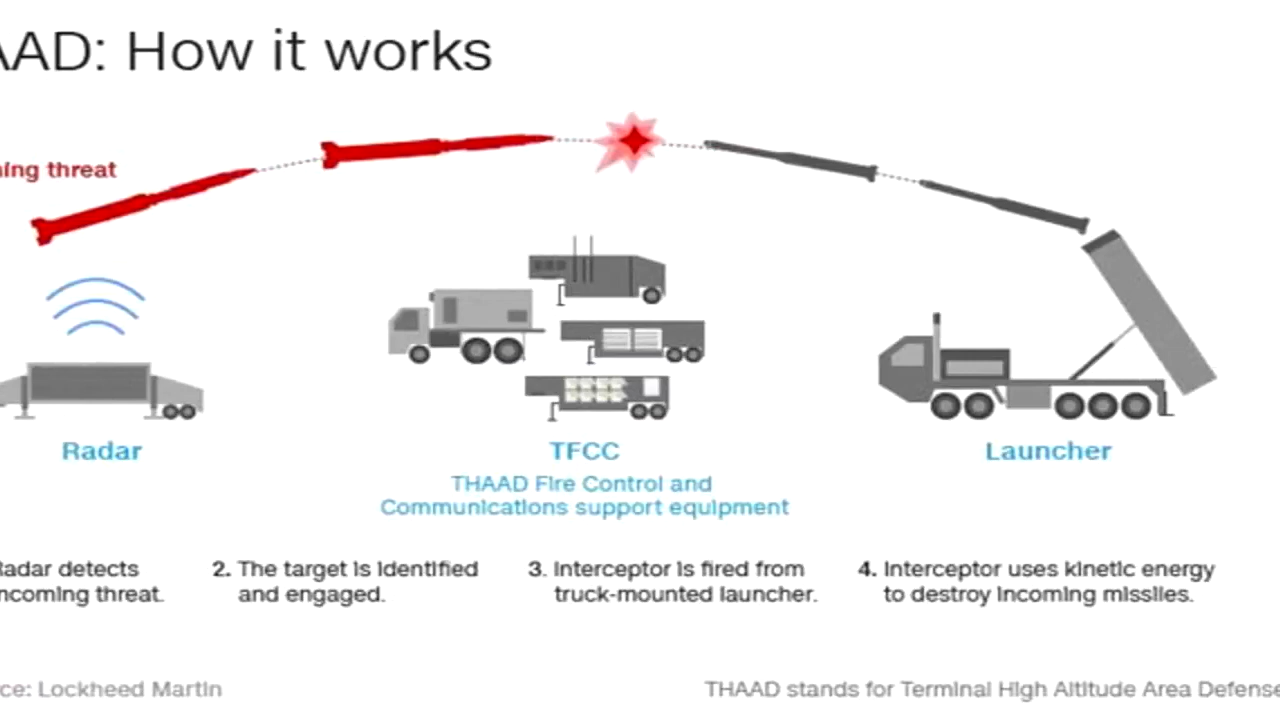 AAD: How it works
ning threat
Radar
TFCC
THAAD Fire Control and
Communications support equipment
Launcher
Radar detects
ncoming threat.
2. The target is identified
and engaged.
3. Interceptor is fired from
truck-mounted launcher.
4. Interceptor uses kinetic energy
to destroy incoming missiles.
ce: Lockheed Martin
THAAD stands for Terminal High Altitude Area Defense